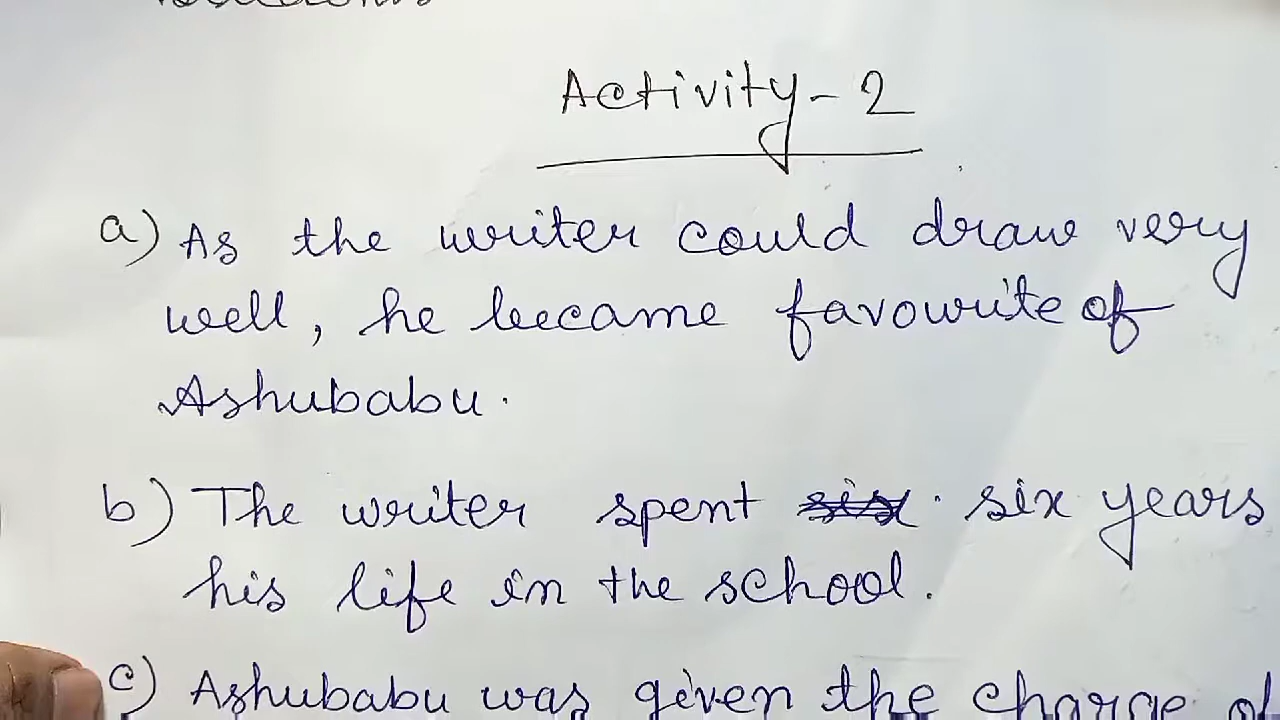 Activity - 2
a) As the writer could draw very
well, he became favowrite of
Ashubabu.
b) The writer spent six six years
his life in the school.
c) Ashubabu was given the charge of